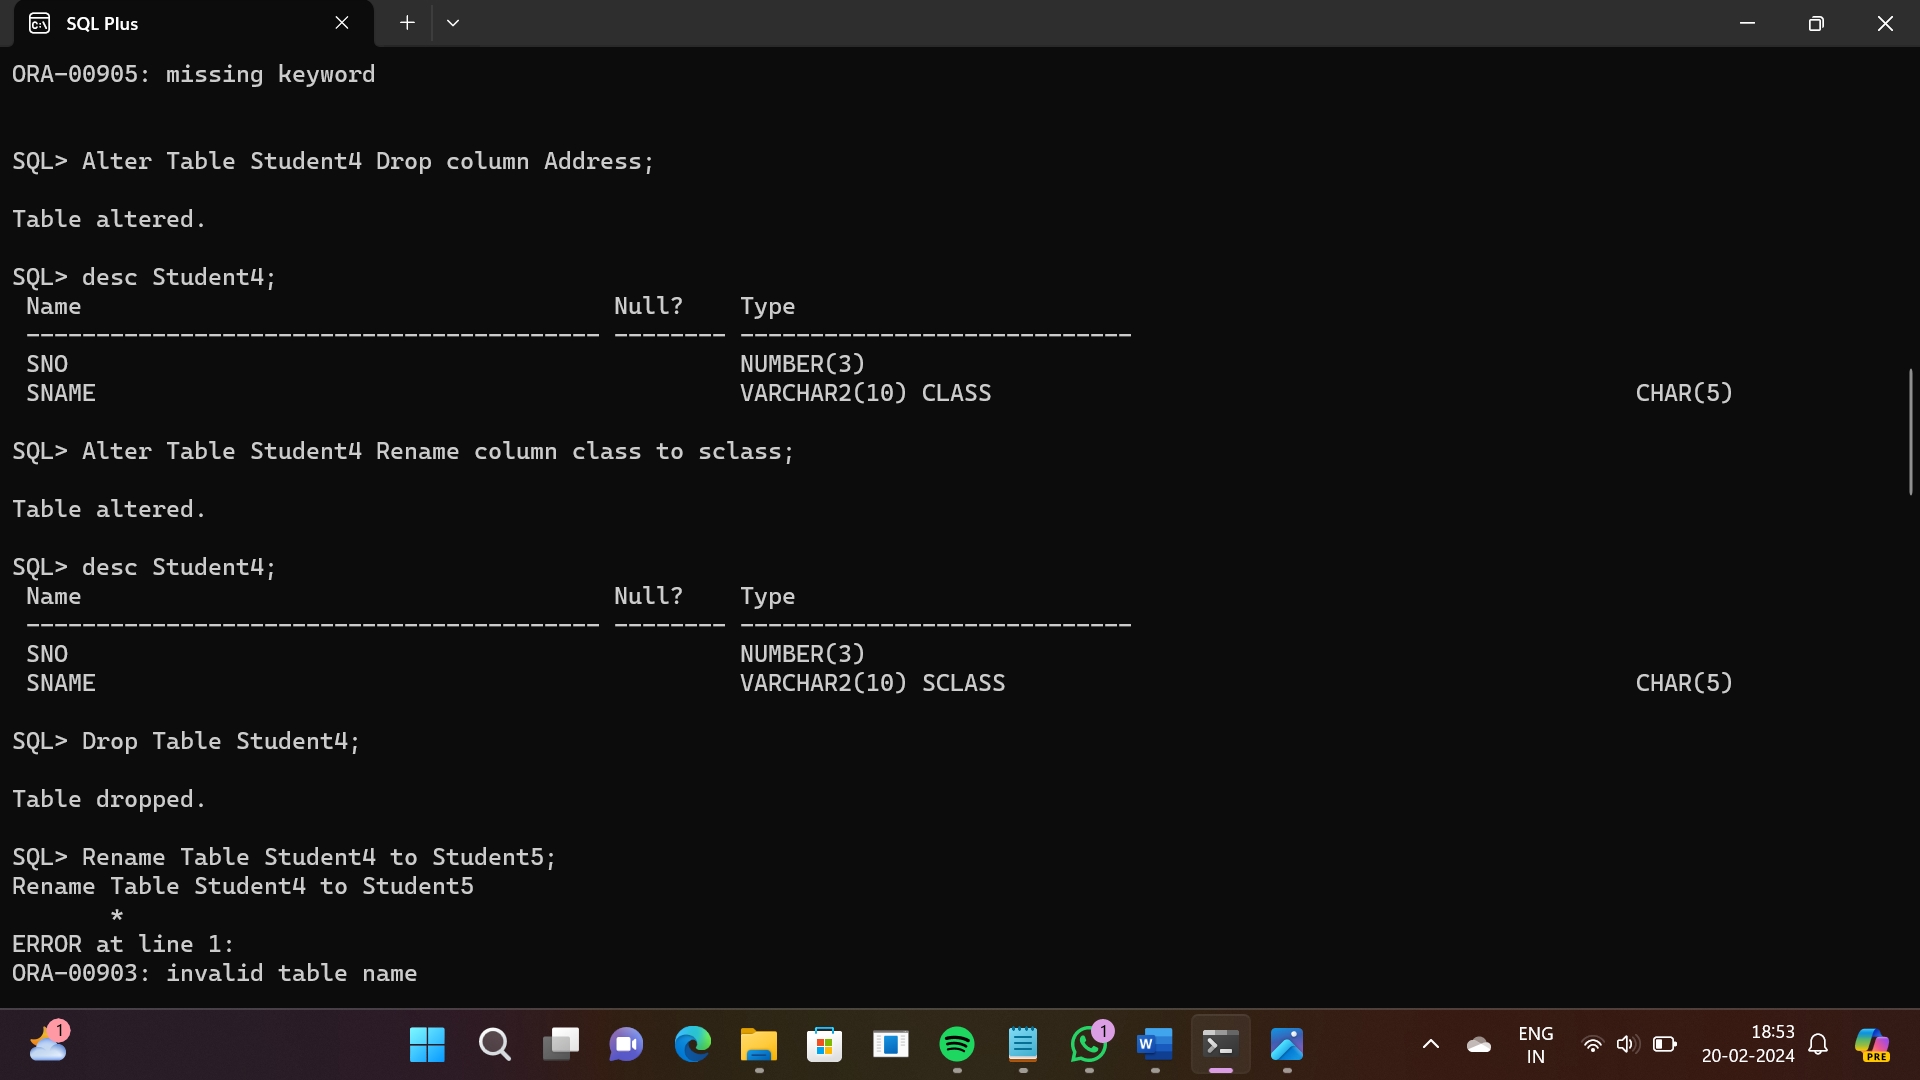 SQL Plus
ORA-00905: missing keyword
SQL> Alter Table Student4 Drop column Address;
Table altered.
SQL> desc Student4;
Name Null? Type
----------------------------------------- -------- ----------------------------
SNO NUMBER(3)
SNAME VARCHAR2(10) CLASS CHAR(5)
SQL> Alter Table Student4 Rename column class to sclass;
Table altered.
SQL> desc Student4;
Name Null? Type
----------------------------------------- -------- ----------------------------
SNO NUMBER(3)
SNAME VARCHAR2(10) SCLASS CHAR(5)
SQL> Drop Table Student4;
Table dropped.
SQL> Rename Table Student4 to Student5;
Rename Table Student4 to Student5
*
ERROR at line 1:
ORA-00903: invalid table name
1
1
W
ENG
IN
18:53
20-02-2024
PRE